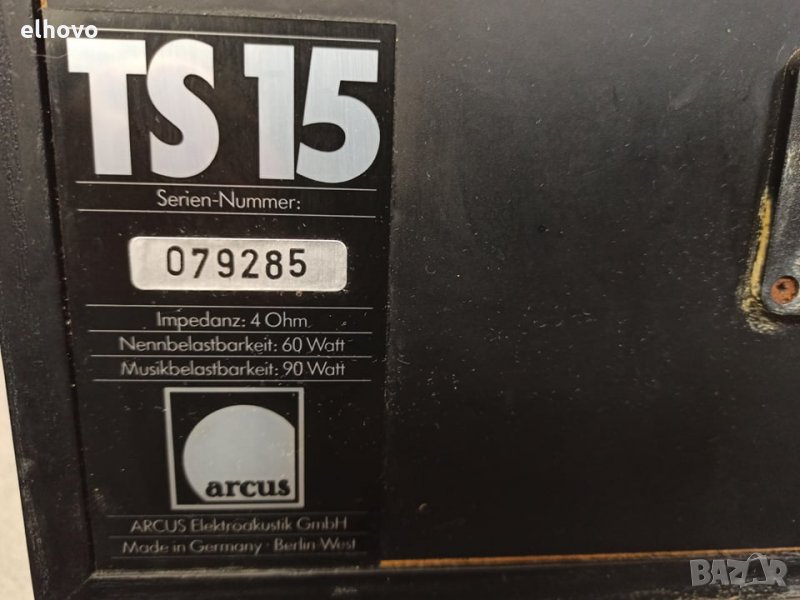 elhovo
TS 15
Serien-Nummer:
079285
Impedanz: 4 Ohm
Nennbelastbarkeit: 60 Watt
Musikbelastbarkeit: 90 Watt
arcus
ARCUS Elektroakustik GmbH
Made in Germany · Berlin West
BAZAR